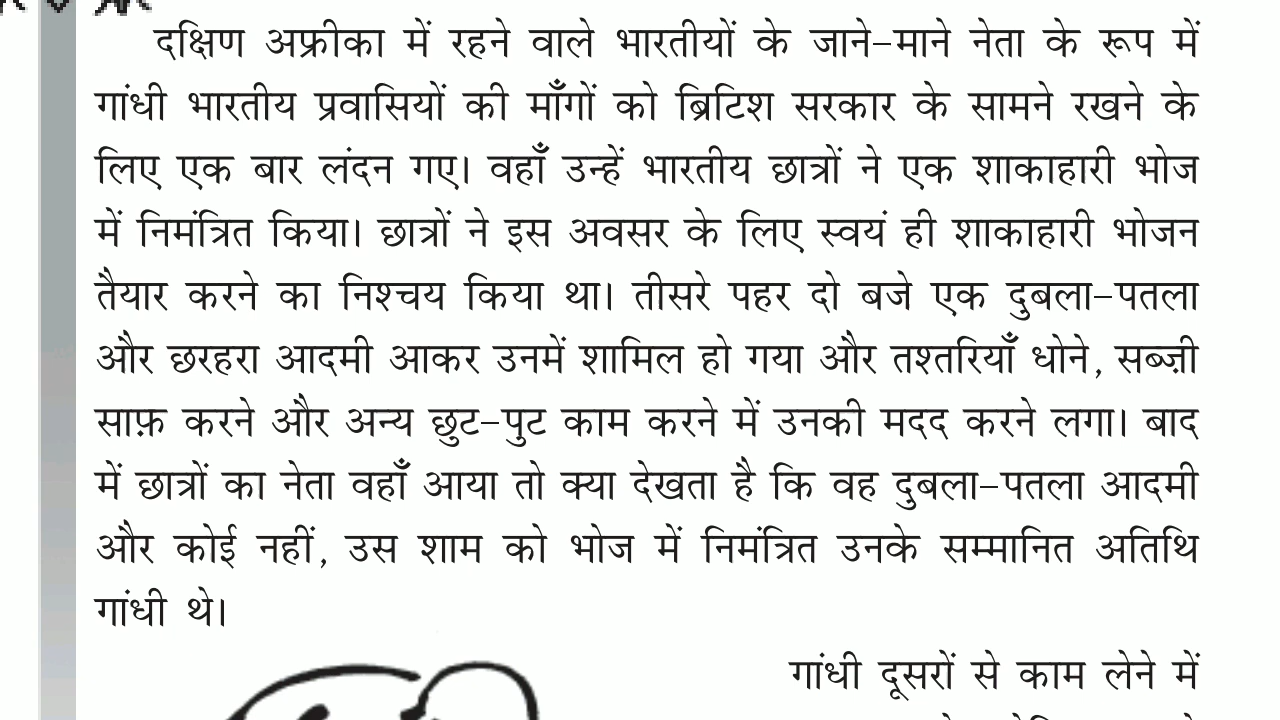 दक्षिण अफ्रीका में रहने वाले भारतीयों के जाने-माने नेता के रूप में
गांधी भारतीय प्रवासियों की माँगों को ब्रिटिश सरकार के सामने रखने के
लिए एक बार लंदन गए। वहाँ उन्हें भारतीय छात्रों ने एक शाकाहारी भोज
में निमंत्रित किया। छात्रों ने इस अवसर के लिए स्वयं ही शाकाहारी भोजन
तैयार करने का निश्चय किया था। तीसरे पहर दो बजे एक दुबला-पतला
और छरहरा आदमी आकर उनमें शामिल हो गया और तश्तरियाँ धोने, सब्ज़ी
साफ़ करने और अन्य छुट-पुट काम करने में उनकी मदद करने लगा। बाद
में छात्रों का नेता वहाँ आया तो क्या देखता है कि वह दुबला-पतला आदमी
और कोई नहीं, उस शाम को भोज में निमंत्रित उनके सम्मानित अतिथि
गांधी थे।
गांधी दूसरों से काम लेने में